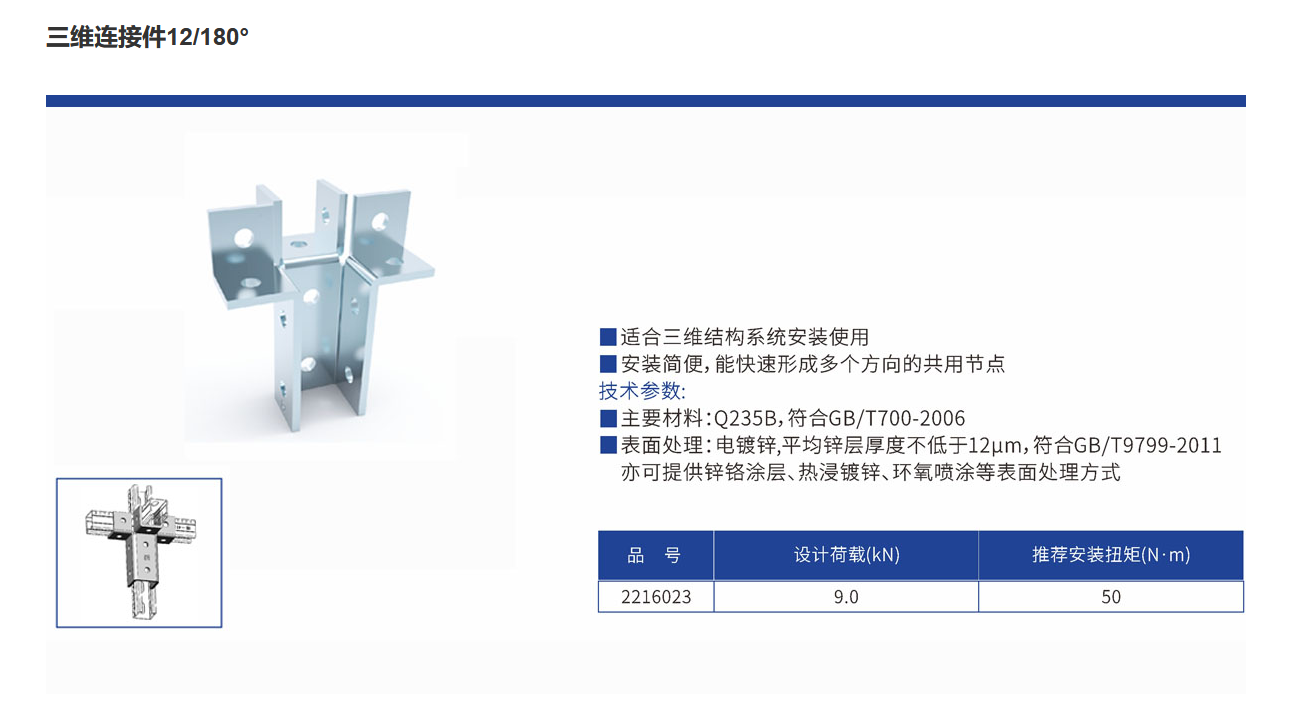 三维连接件12/180°
适合三维结构系统安装使用
安装简便，能快速形成多个方向的共用节点
技术参数:
主要材料：Q235B，符合GB/T700-2006
表面处理：电镀锌,平均锌层厚度不低于12μm，符合GB/T9799-2011
亦可提供锌铬涂层、热浸镀锌、环氧喷涂等表面处理方式
品 号 设计荷载(kN) 推荐安装扭矩(N·m)
2216023 9.0 50